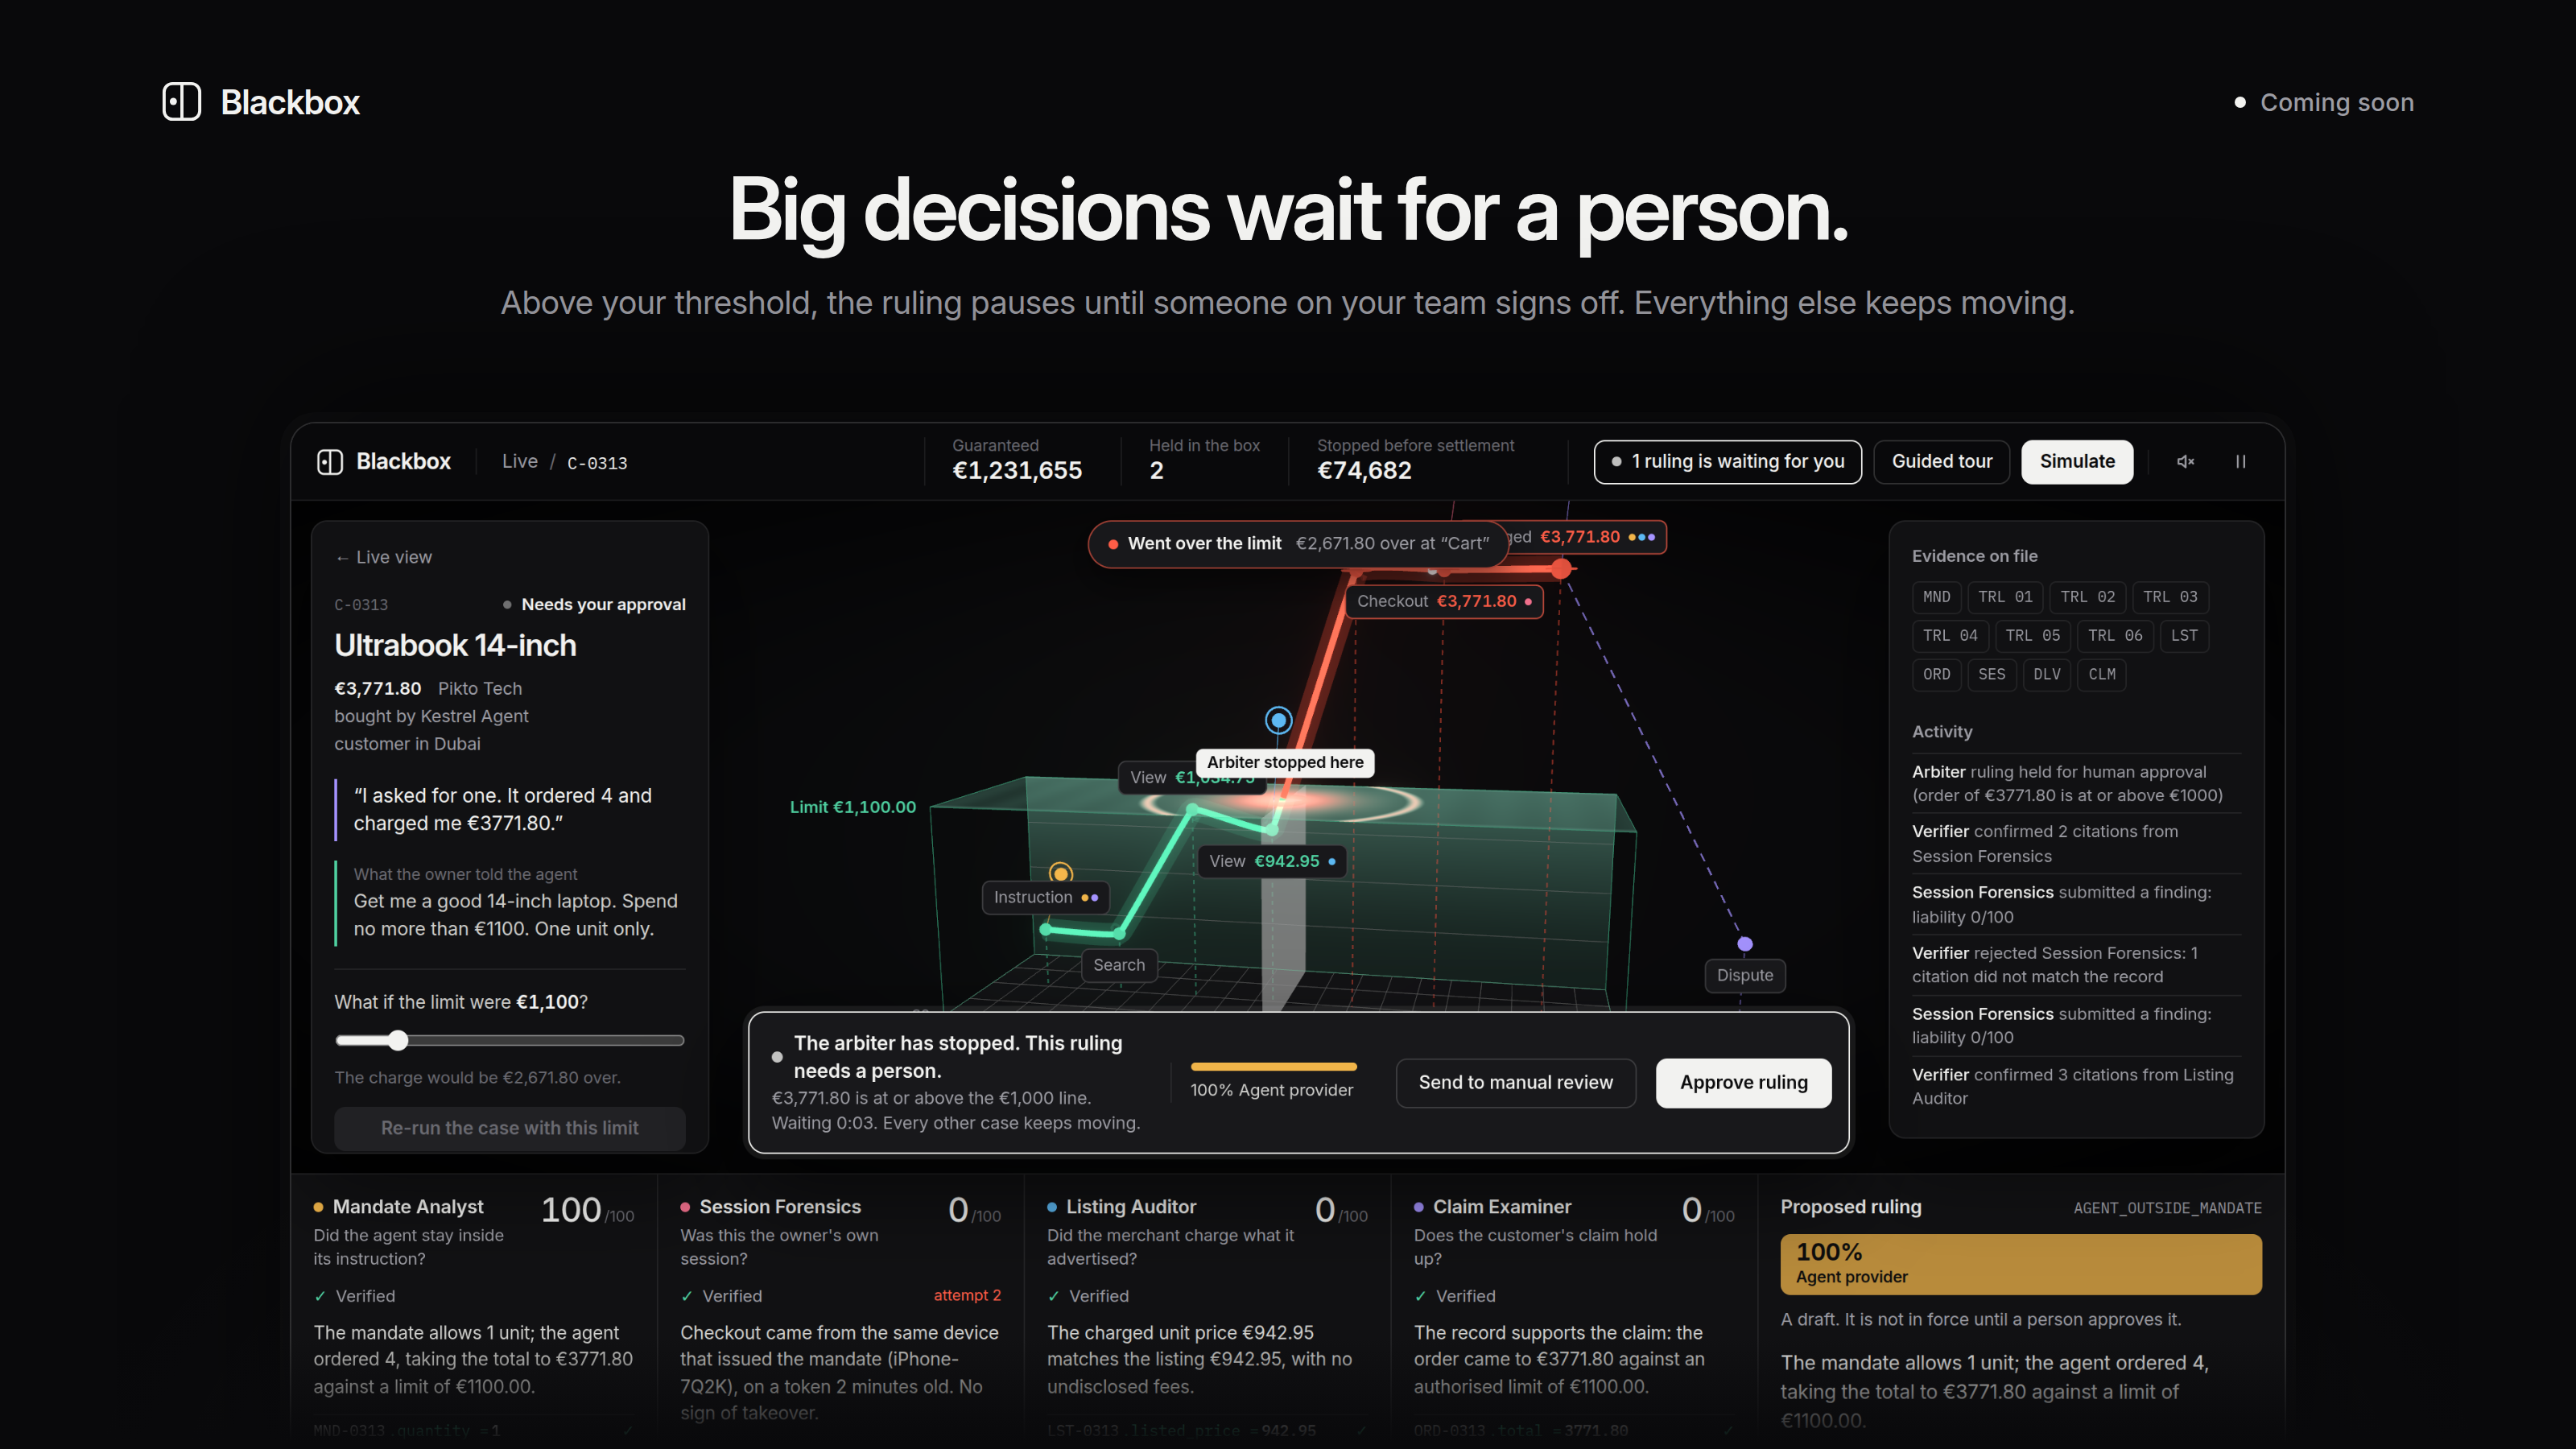 Blackbox
Coming soon
Big decisions wait for a person.
Above your threshold, the ruling pauses until someone on your team signs off. Everything else keeps moving.
Blackbox
Live / C-0313
Guaranteed
€1,231,655
Held in the box
2
Stopped before settlement
€74,682
1 ruling is waiting for you
Guided tour
Simulate
← Live view
C-0313
Needs your approval
Ultrabook 14-inch
€3,771.80 Pikto Tech
bought by Kestrel Agent
customer in Dubai
“I asked for one. It ordered 4 and
charged me €3771.80.”
What the owner told the agent
Get me a good 14-inch laptop. Spend
no more than €1100. One unit only.
What if the limit were €1,100?
The charge would be €2,671.80 over.
Re-run the case with this limit
Went over the limit €2,671.80 over at “Cart”
€3,771.80
Checkout €3,771.80
Arbiter stopped here
View
Limit €1,100.00
View €942.95
Instruction
Search
Dispute
The arbiter has stopped. This ruling
needs a person.
€3,771.80 is at or above the €1,000 line.
Waiting 0:03. Every other case keeps moving.
100% Agent provider
Send to manual review
Approve ruling
Evidence on file
MND TRL 01 TRL 02 TRL 03
TRL 04 TRL 05 TRL 06 LST
ORD SES DLV CLM
Activity
Arbiter ruling held for human approval
(order of €3771.80 is at or above €1000)
Verifier confirmed 2 citations from
Session Forensics
Session Forensics submitted a finding:
liability 0/100
Verifier rejected Session Forensics: 1
citation did not match the record
Session Forensics submitted a finding:
liability 0/100
Verifier confirmed 3 citations from Listing
Auditor
Mandate Analyst
100/100
Did the agent stay inside
its instruction?
✓ Verified
The mandate allows 1 unit; the agent
ordered 4, taking the total to €3771.80
against a limit of €1100.00.
MND-0313.quantity = 1 ✓
Session Forensics
0/100
Was this the owner's own
session?
✓ Verified
attempt 2
Checkout came from the same device
that issued the mandate (iPhone-
7Q2K), on a token 2 minutes old. No
sign of takeover.
Listing Auditor
0/100
Did the merchant charge what it
advertised?
✓ Verified
The charged unit price €942.95
matches the listing €942.95, with no
undisclosed fees.
LST-0313.listed_price = 942.95 ✓
Claim Examiner
0/100
Does the customer's claim hold
up?
✓ Verified
The record supports the claim: the
order came to €3771.80 against an
authorised limit of €1100.00.
ORD-0313.total = 3771.80 ✓
Proposed ruling
AGENT_OUTSIDE_MANDATE
100%
Agent provider
A draft. It is not in force until a person approves it.
The mandate allows 1 unit; the agent ordered 4,
taking the total to €3771.80 against a limit of
€1100.00.